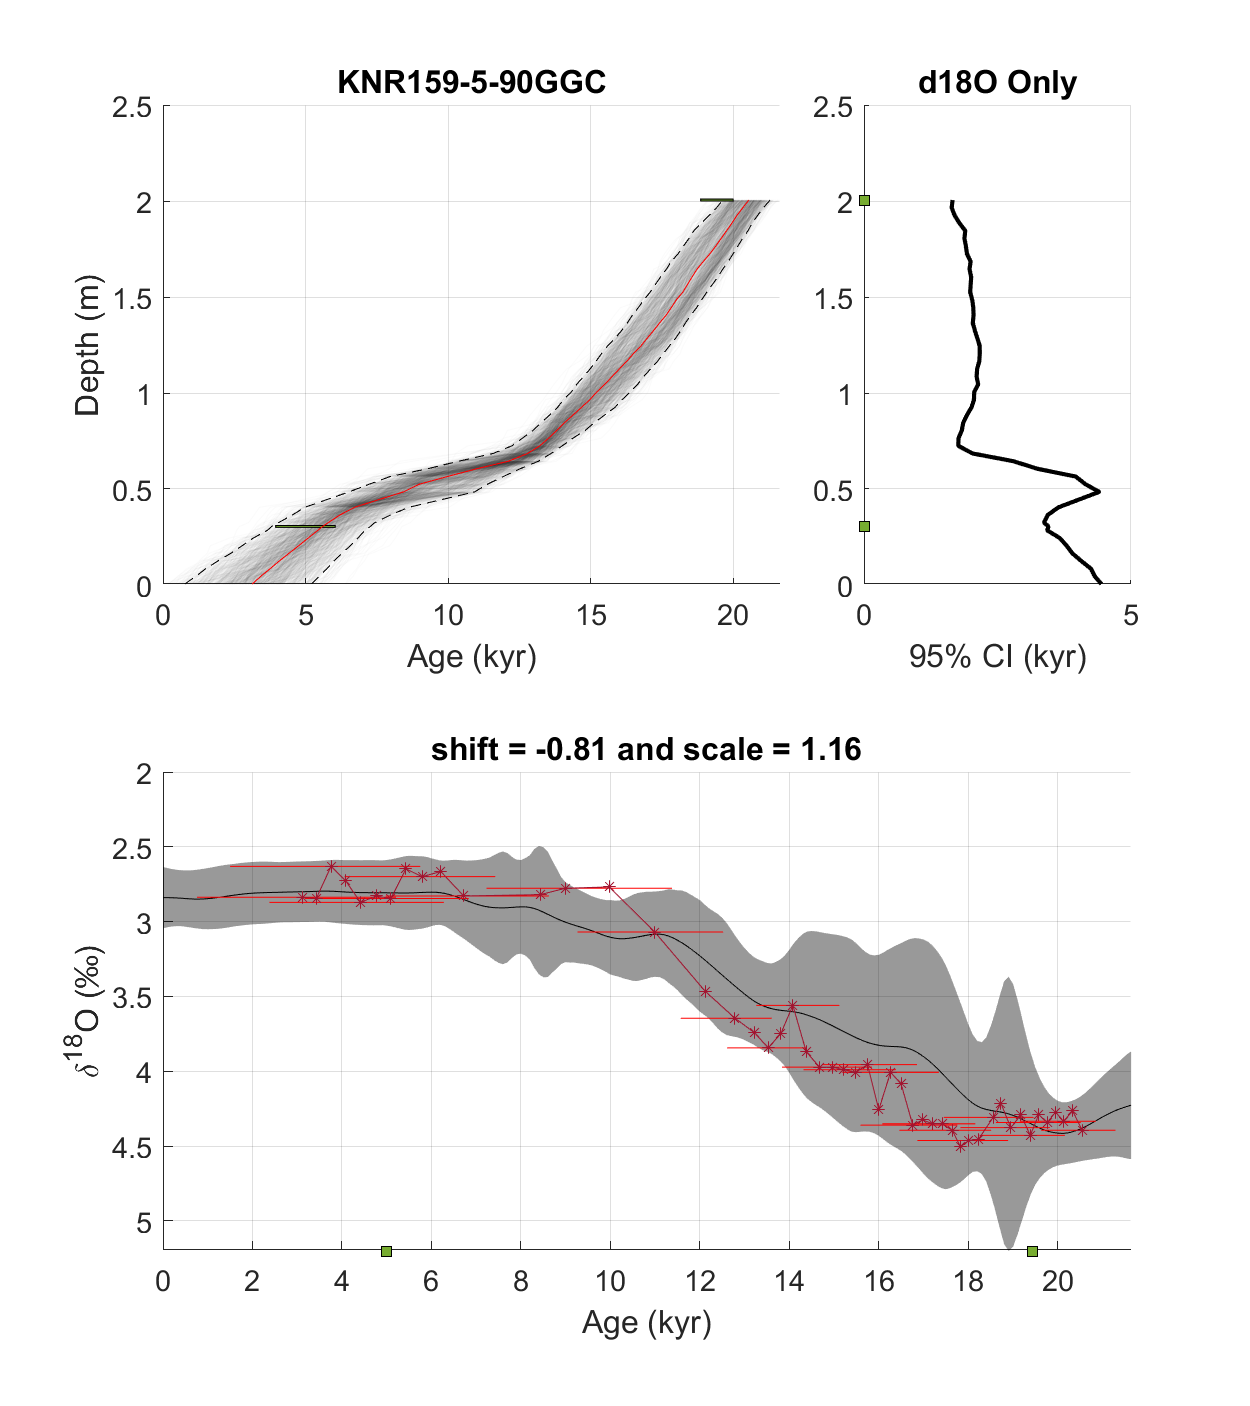 KNR159-5-90GGC
d18O Only
2.5
2
1.5
1
0.5
0
Depth (m)
0 5 10 15 20
Age (kyr)
2.5
2
1.5
1
0.5
0
0 5
95% CI (kyr)
shift = -0.81 and scale = 1.16
2
2.5
3
3.5
4
4.5
5
δ18O (‰)
0 2 4 6 8 10 12 14 16 18 20
Age (kyr)